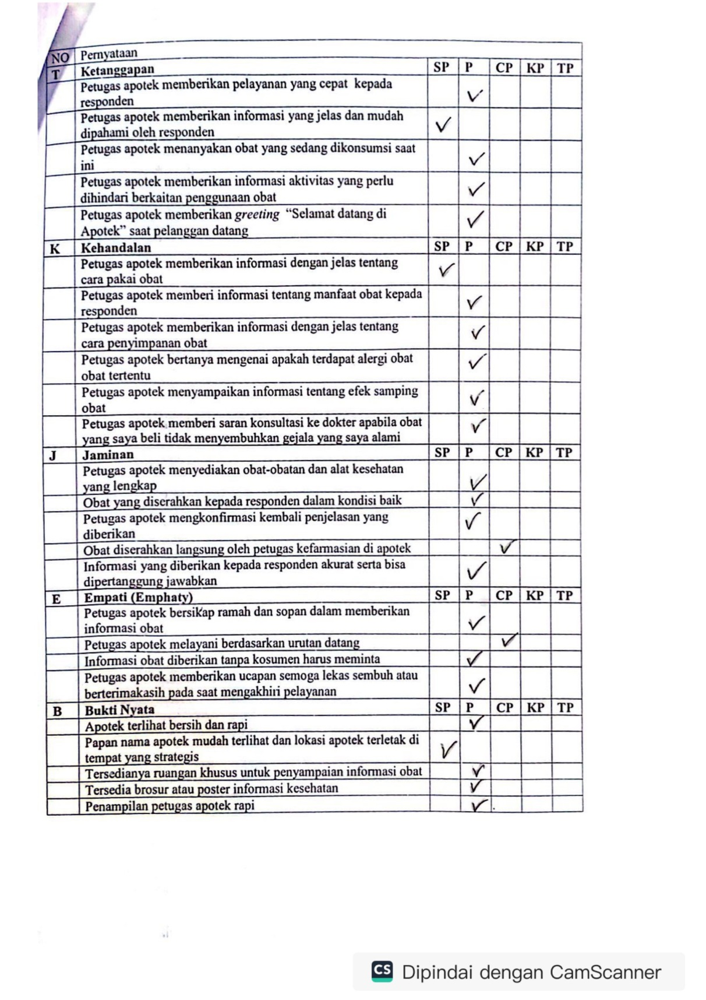 NO Pernyataan
T Ketanggapan SP P CP KP TP
Petugas apotek memberikan pelayanan yang cepat kepada
responden ✓
Petugas apotek memberikan informasi yang jelas dan mudah
dipahami oleh responden ✓
Petugas apotek menanyakan obat yang sedang dikonsumsi saat
ini ✓
Petugas apotek memberikan informasi aktivitas yang perlu
dihindari berkaitan penggunaan obat ✓
Petugas apotek memberikan greeting “Selamat datang di
Apotek” saat pelanggan datang ✓
K Kehandalan SP P CP KP TP
Petugas apotek memberikan informasi dengan jelas tentang
cara pakai obat ✓
Petugas apotek memberi informasi tentang manfaat obat kepada
responden ✓
Petugas apotek memberikan informasi dengan jelas tentang
cara penyimpanan obat ✓
Petugas apotek bertanya mengenai apakah terdapat alergi obat
obat tertentu ✓
Petugas apotek menyampaikan informasi tentang efek samping
obat ✓
Petugas apotek memberi saran konsultasi ke dokter apabila obat
yang saya beli tidak menyembuhkan gejala yang saya alami ✓
J Jaminan SP P CP KP TP
Petugas apotek menyediakan obat-obatan dan alat kesehatan
yang lengkap ✓
Obat yang diserahkan kepada responden dalam kondisi baik ✓
Petugas apotek mengkonfirmasi kembali penjelasan yang
diberikan ✓
Obat diserahkan langsung oleh petugas kefarmasian di apotek ✓
Informasi yang diberikan kepada responden akurat serta bisa
dipertanggung jawabkan ✓
E Empati (Emphaty) SP P CP KP TP
Petugas apotek bersikap ramah dan sopan dalam memberikan
informasi obat ✓
Petugas apotek melayani berdasarkan urutan datang ✓
Informasi obat diberikan tanpa kosumen harus meminta ✓
Petugas apotek memberikan ucapan semoga lekas sembuh atau
berterimakasih pada saat mengakhiri pelayanan ✓
B Bukti Nyata SP P CP KP TP
Apotek terlihat bersih dan rapi ✓
Papan nama apotek mudah terlihat dan lokasi apotek terletak di
tempat yang strategis ✓
Tersedianya ruangan khusus untuk penyampaian informasi obat ✓
Tersedia brosur atau poster informasi kesehatan ✓
Penampilan petugas apotek rapi ✓
CS Dipindai dengan CamScanner